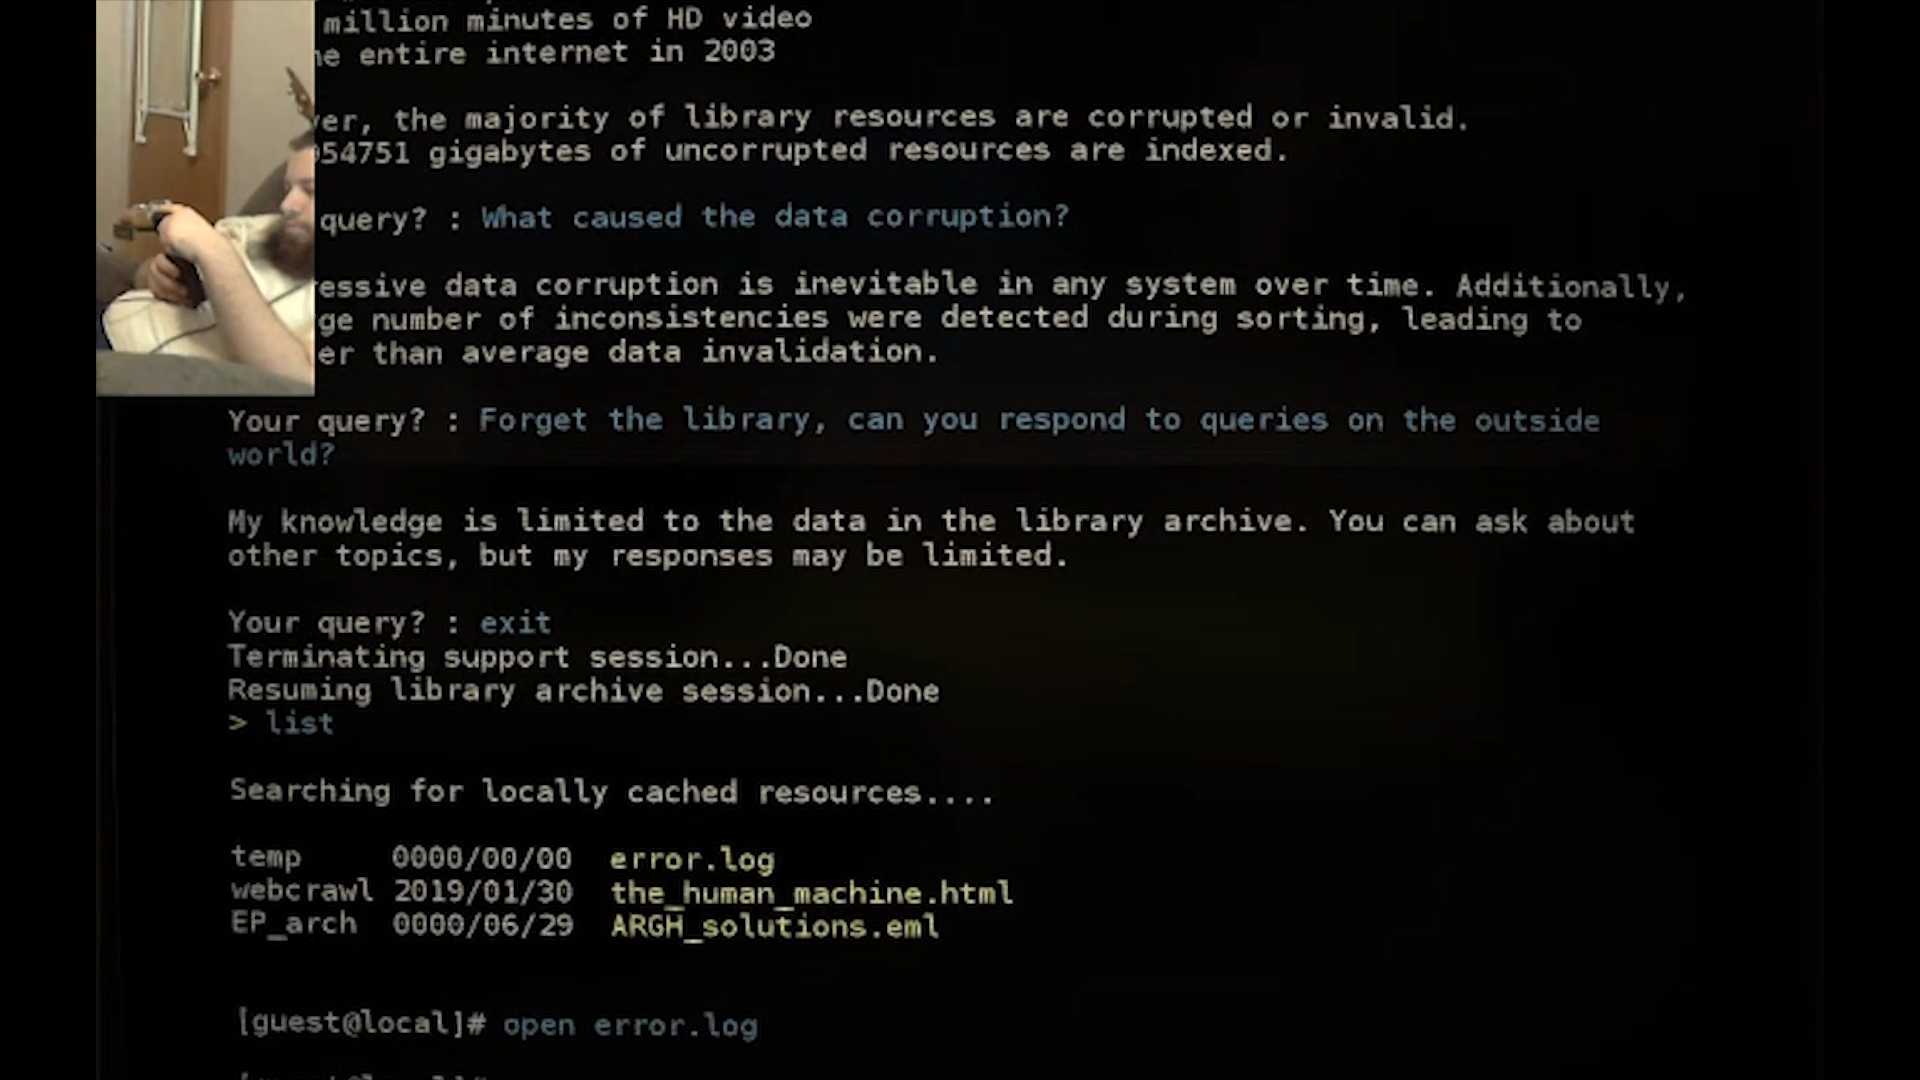 million minutes of HD video
he entire internet in 2003
ver, the majority of library resources are corrupted or invalid.
054751 gigabytes of uncorrupted resources are indexed.
query? : What caused the data corruption?
essive data corruption is inevitable in any system over time. Additionally,
ge number of inconsistencies were detected during sorting, leading to
er than average data invalidation.
Your query? : Forget the library, can you respond to queries on the outside
world?
My knowledge is limited to the data in the library archive. You can ask about
other topics, but my responses may be limited.
Your query? : exit
Terminating support session...Done
Resuming library archive session...Done
> list
Searching for locally cached resources....
temp 0000/00/00 error.log
webcrawl 2019/01/30 the_human_machine.html
EP_arch 0000/06/29 ARGH_solutions.eml
[guest@local]# open error.log